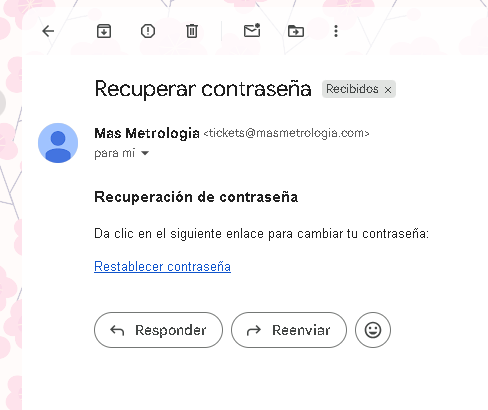 Recuperar contraseña Recibidos ×
Mas Metrologia <tickets@masmetrologia.com>
para mi
Recuperación de contraseña
Da clic en el siguiente enlace para cambiar tu contraseña:
Restablecer contraseña
Responder Reenviar